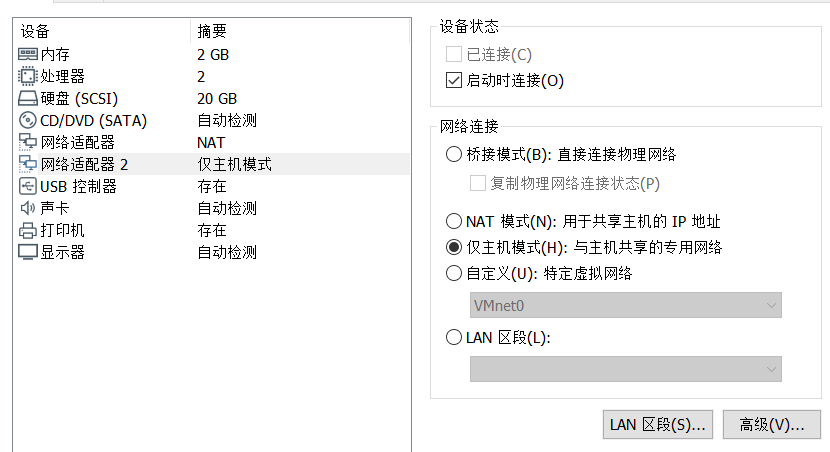 设备 摘要
内存 2 GB
处理器 2
硬盘 (SCSI) 20 GB
CD/DVD (SATA) 自动检测
网络适配器 NAT
网络适配器 2 仅主机模式
USB 控制器 存在
声卡 自动检测
打印机 存在
显示器 自动检测
设备状态
已连接(C)
启动时连接(O)
网络连接
桥接模式(B): 直接连接物理网络
复制物理网络连接状态(P)
NAT 模式(N): 用于共享主机的 IP 地址
仅主机模式(H): 与主机共享的专用网络
自定义(U): 特定虚拟网络
VMnet0
LAN 区段(L):
LAN 区段(S)... 高级(V)...